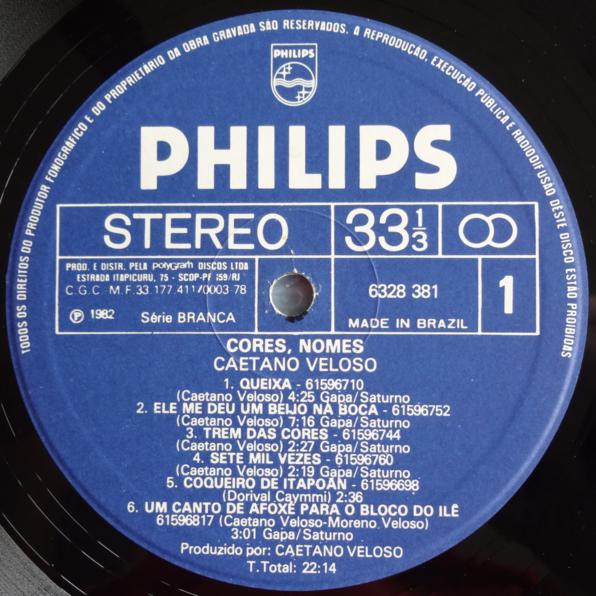 TODOS OS DIREITOS DO PRODUTOR FONOGRÁFICO E DO PROPRIETÁRIO DA OBRA GRAVADA SÃO RESERVADOS. A REPRODUÇÃO, EXECUÇÃO PÚBLICA E RADIODIFUSÃO DÊSTE DISCO ESTÃO PROIBIDAS
PHILIPS
PHILIPS
STEREO
33 1/3
PROD. E DISTR. PELA polyGram DISCOS LTDA
ESTRADA ITAPICURU, 75 - SCOP-PF 159/RJ
C.G.C M.F.33.177.411/0003-78
℗ 1982 Série BRANCA
6328 381
MADE IN BRAZIL
1
CORES, NOMES
CAETANO VELOSO
1. QUEIXA - 61596710
(Caetano Veloso) 4:25 Gapa/Saturno
2. ELE ME DEU UM BEIJO NA BOCA - 61596752
(Caetano Veloso) 7:16 Gapa/Saturno
3. TREM DAS CORES - 61596744
(Caetano Veloso) 2:27 Gapa/Saturno
4. SETE MIL VEZES - 61596760
(Caetano Veloso) 2:19 Gapa/Saturno
5. COQUEIRO DE ITAPOÃN - 61596698
(Dorival Caymmi) 2:36
6. UM CANTO DE AFOXÉ PARA O BLOCO DO ILÊ
61596817 (Caetano Veloso-Moreno Veloso)
3:01 Gapa/Saturno
Produzido por: CAETANO VELOSO
T.Total: 22:14